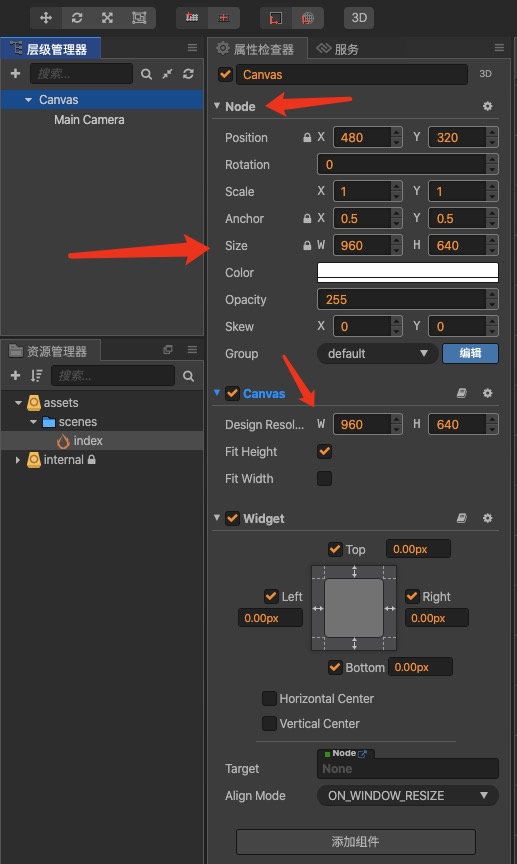 3D
层级管理器
搜索...
Canvas
Main Camera
资源管理器
搜索...
assets
scenes
index
internal
属性检查器
服务
Canvas
3D
Node
Position X 480 Y 320
Rotation 0
Scale X 1 Y 1
Anchor X 0.5 Y 0.5
Size W 960 H 640
Color
Opacity 255
Skew X 0 Y 0
Group default 编辑
Canvas
Design Resol... W 960 H 640
Fit Height
Fit Width
Widget
Top 0.00px
Left Right
0.00px 0.00px
Bottom 0.00px
Horizontal Center
Vertical Center
Node
Target None
Align Mode ON_WINDOW_RESIZE
添加组件